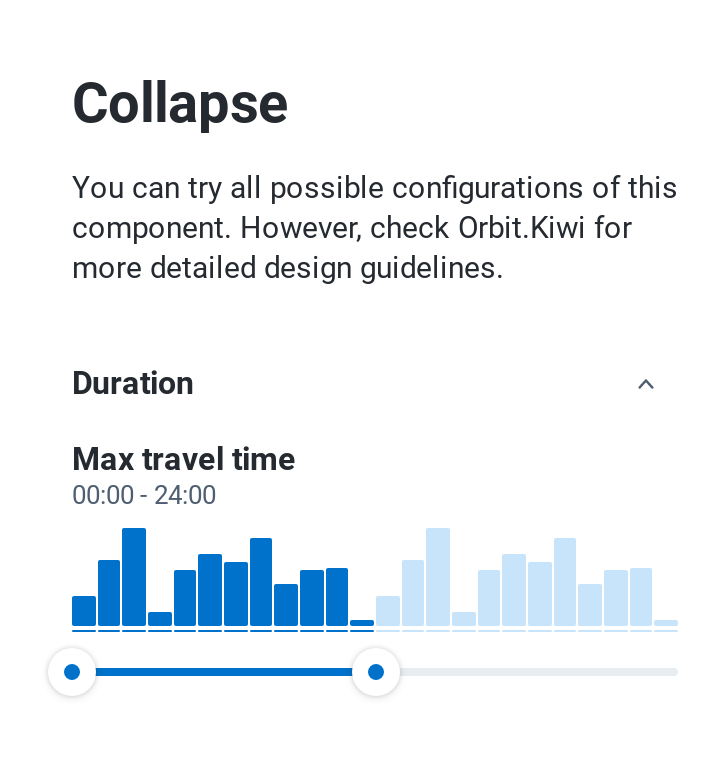 Collapse
You can try all possible configurations of this
component. However, check Orbit.Kiwi for
more detailed design guidelines.
Duration
Max travel time
00:00 - 24:00